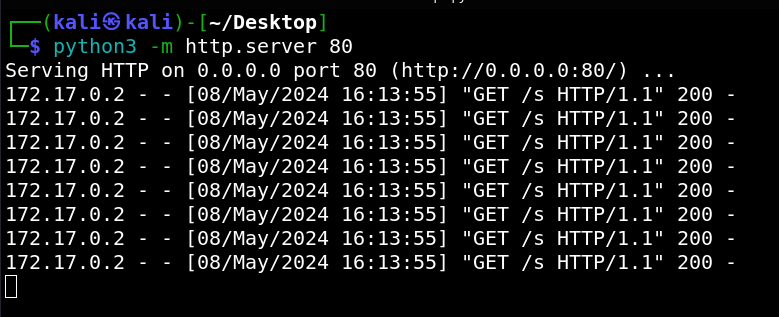 ┌──(kali㉿kali)-[~/Desktop]
└─$ python3 -m http.server 80
Serving HTTP on 0.0.0.0 port 80 (http://0.0.0.0:80/) ...
172.17.0.2 - - [08/May/2024 16:13:55] "GET /s HTTP/1.1" 200 -
172.17.0.2 - - [08/May/2024 16:13:55] "GET /s HTTP/1.1" 200 -
172.17.0.2 - - [08/May/2024 16:13:55] "GET /s HTTP/1.1" 200 -
172.17.0.2 - - [08/May/2024 16:13:55] "GET /s HTTP/1.1" 200 -
172.17.0.2 - - [08/May/2024 16:13:55] "GET /s HTTP/1.1" 200 -
172.17.0.2 - - [08/May/2024 16:13:55] "GET /s HTTP/1.1" 200 -
172.17.0.2 - - [08/May/2024 16:13:55] "GET /s HTTP/1.1" 200 -
172.17.0.2 - - [08/May/2024 16:13:55] "GET /s HTTP/1.1" 200 -